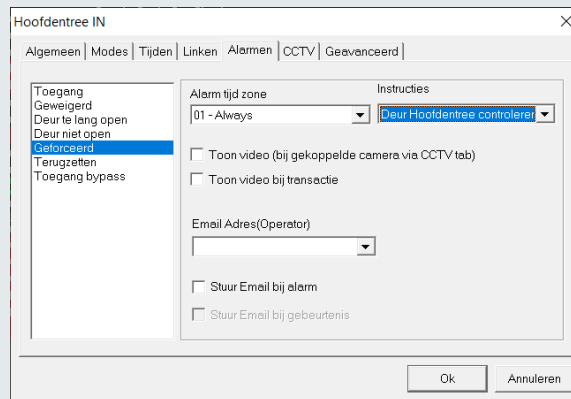 Hoofdentree IN
Algemeen Modes Tijden Linken Alarmen CCTV Geavanceerd
Toegang
Geweigerd
Deur te lang open
Deur niet open
Geforceerd
Terugzetten
Toegang bypass
Alarm tijd zone
Instructies
01 - Always
Deur Hoofdentree controleren
Toon video (bij gekoppelde camera via CCTV tab)
Toon video bij transactie
Email Adres(Operator)
Stuur Email bij alarm
Stuur Email bij gebeurtenis
Ok
Annuleren